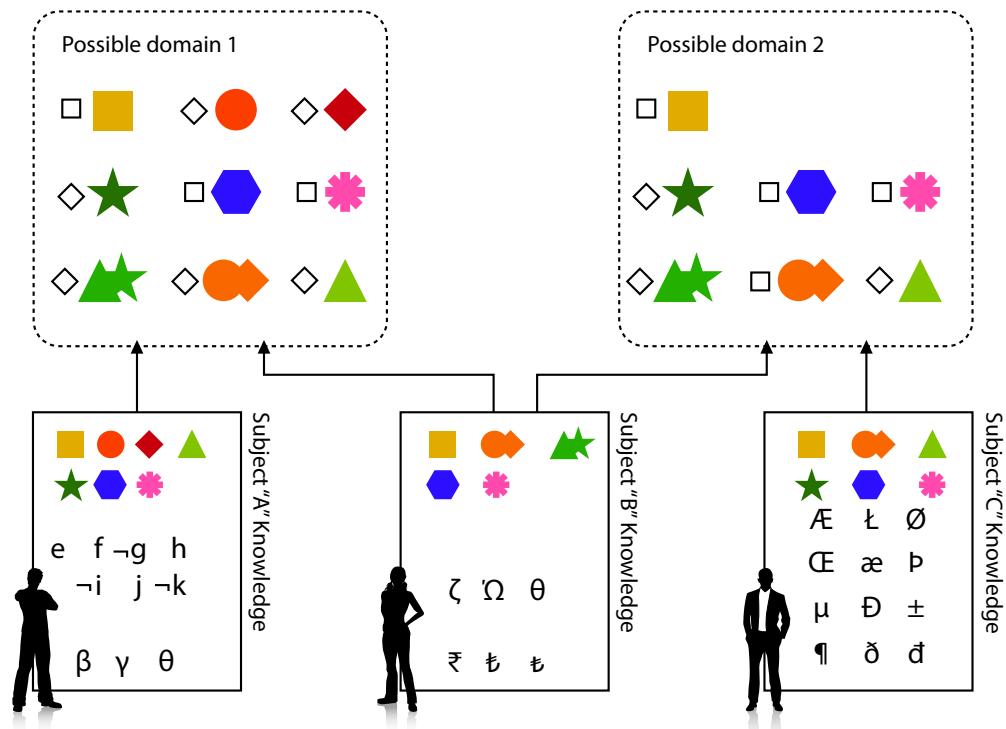 Possible domain 1
Possible domain 2
Subject "A" Knowledge
e f ¬g h
¬i j ¬k
β γ θ
Subject "B" Knowledge
ζ Ώ θ
₹ ₺ ₺
Subject "C" Knowledge
Æ Ł Ø
Œ æ Þ
µ Đ ±
¶ ð đ